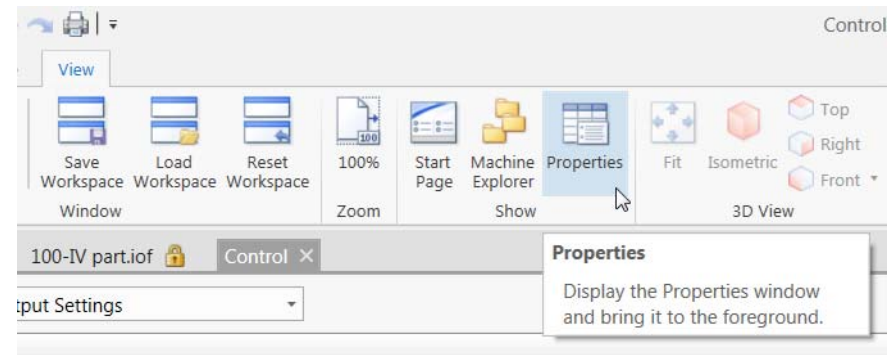 Control
View
Save Workspace
Load Workspace
Reset Workspace
100
100%
Start Page
Machine Explorer
Properties
Fit
Isometric
Top
Right
Front
Window
Zoom
Show
3D View
100-IV part.iof
Control
Properties
Display the Properties window
and bring it to the foreground.
tput Settings